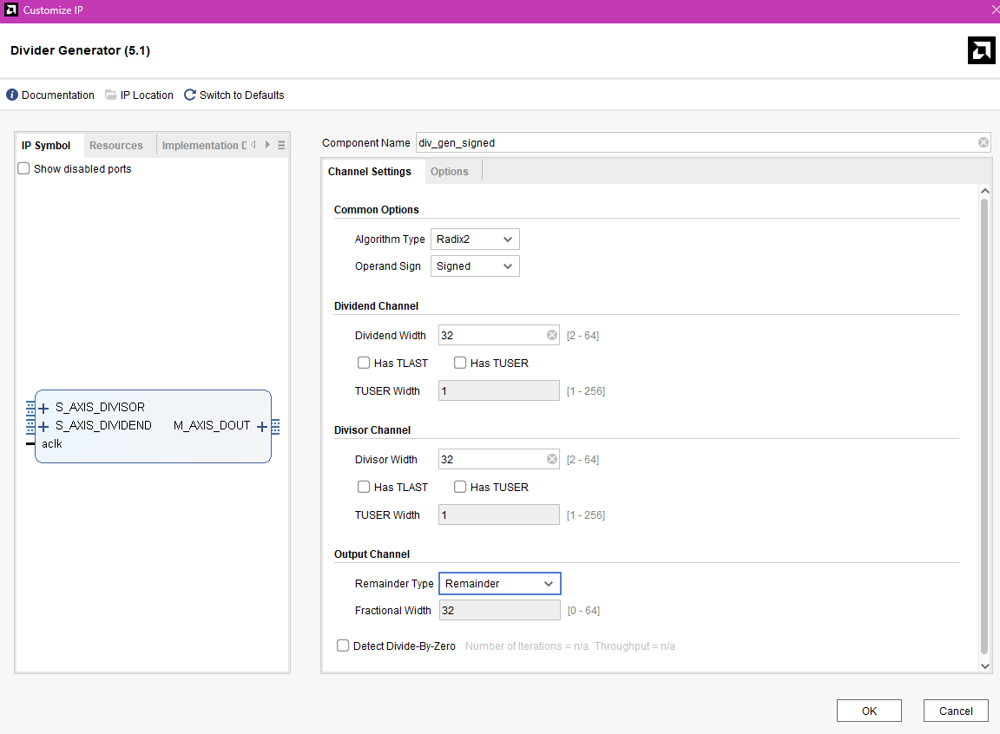 Customize IP
Divider Generator (5.1)
Documentation IP Location Switch to Defaults
IP Symbol Resources Implementation D
Show disabled ports
S_AXIS_DIVISOR
S_AXIS_DIVIDEND M_AXIS_DOUT
aclk
Component Name div_gen_signed
Channel Settings Options
Common Options
Algorithm Type Radix2
Operand Sign Signed
Dividend Channel
Dividend Width 32 [2 - 64]
Has TLAST Has TUSER
TUSER Width 1 [1 - 256]
Divisor Channel
Divisor Width 32 [2 - 64]
Has TLAST Has TUSER
TUSER Width 1 [1 - 256]
Output Channel
Remainder Type Remainder
Fractional Width 32 [0 - 64]
Detect Divide-By-Zero Number of Iterations = n/a Throughput = n/a
OK Cancel